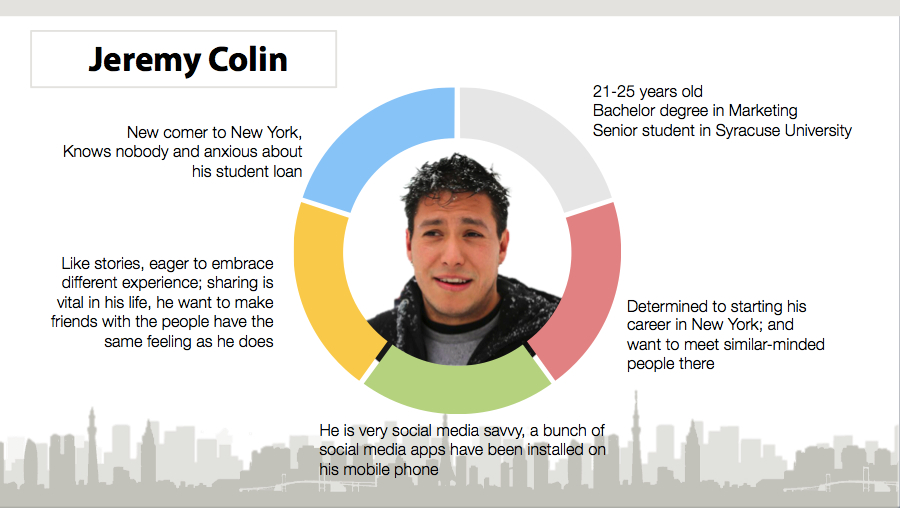 Jeremy Colin
21-25 years old
Bachelor degree in Marketing
Senior student in Syracuse University
New comer to New York,
Knows nobody and anxious about
his student loan
Like stories, eager to embrace
different experience; sharing is
vital in his life, he want to make
friends with the people have the
same feeling as he does
Determined to starting his
career in New York; and
want to meet similar-minded
people there
He is very social media savvy, a bunch of
social media apps have been installed on
his mobile phone